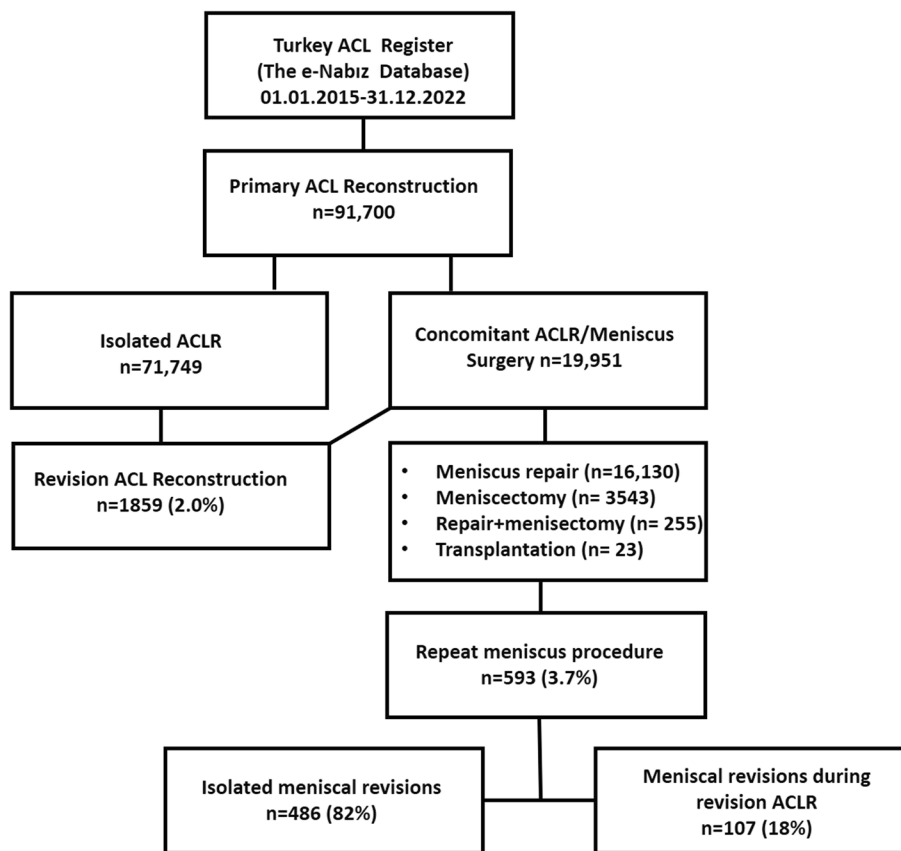 Turkey ACL Register
(The e-Nabız Database)
01.01.2015-31.12.2022
Primary ACL Reconstruction
n=91,700
Isolated ACLR
n=71,749
Concomitant ACLR/Meniscus
Surgery n=19,951
Revision ACL Reconstruction
n=1859 (2.0%)
• Meniscus repair (n=16,130)
• Meniscectomy (n= 3543)
• Repair+menisectomy (n= 255)
• Transplantation (n= 23)
Repeat meniscus procedure
n=593 (3.7%)
Isolated meniscal revisions
n=486 (82%)
Meniscal revisions during
revision ACLR
n=107 (18%)